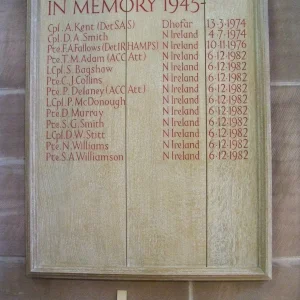 IN MEMORY 1945-
Cpl. A. Kent (Det SAS) Dhofar 13·3·1974
Cpl. D. A. Smith N Ireland 4·7·1974
Pte. F. A. Fallows (Det IR HAMPS) N Ireland 10·11·1976
Pte. T. M. Adam (ACC Att) N Ireland 6·12·1982
LCpl. S. Bagshaw N Ireland 6·12·1982
Pte. C. J. Collins N Ireland 6·12·1982
Pte. P. Delaney (ACC Att) N Ireland 6·12·1982
LCpl. P. McDonough N Ireland 6·12·1982
Pte. D. Murray N Ireland 6·12·1982
Pte. S. G. Smith N Ireland 6·12·1982
LCpl. D. W. Stitt N Ireland 6·12·1982
Pte. N. Williams N Ireland 6·12·1982
Pte. S. A Williamson N Ireland 6·12·1982